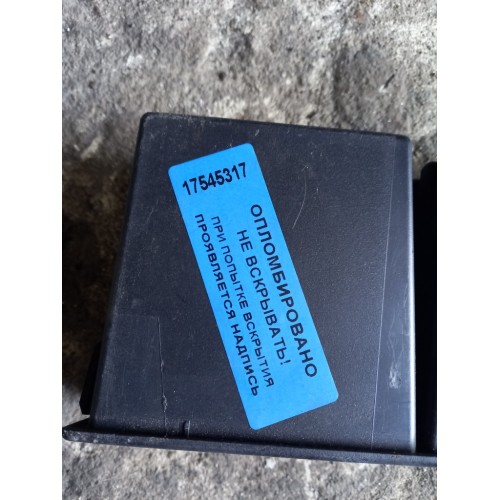 17545317
ОПЛОМБИРОВАНО
НЕ ВСКРЫВАТЬ!
ПРИ ПОПЫТКЕ ВСКРЫТИЯ
ПРОЯВЛЯЕТСЯ НАДПИСЬ